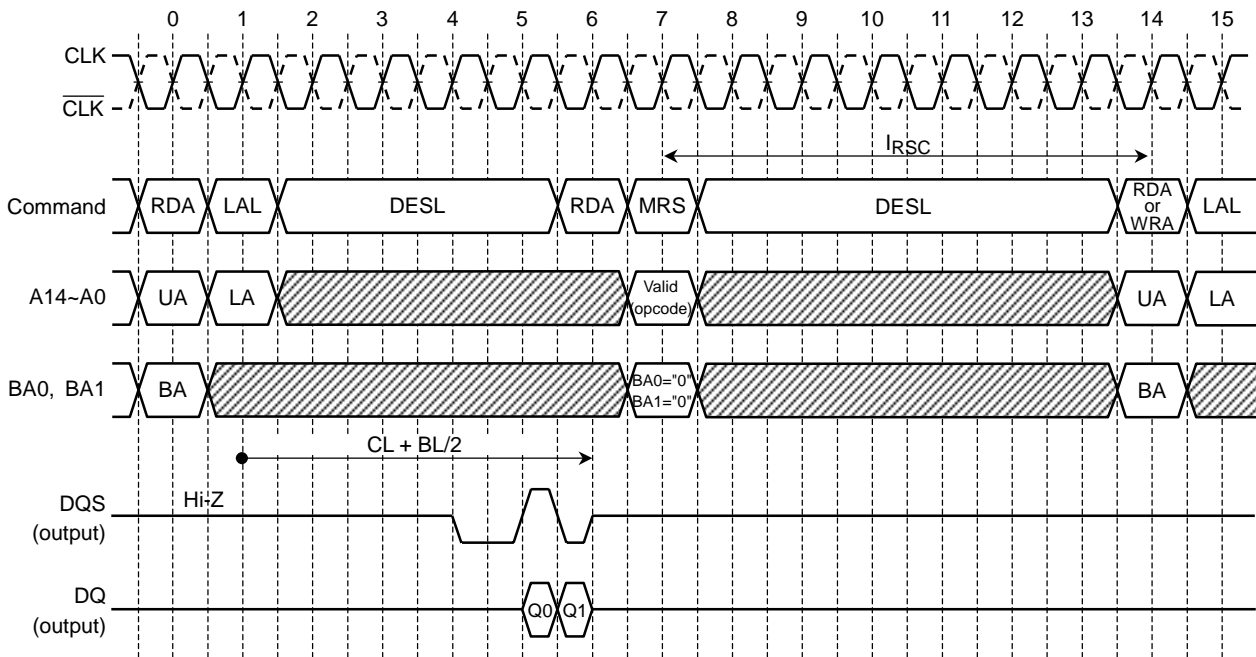 0 1 2 3 4 5 6 7 8 9 10 11 12 13 14 15
CLK
CLK
IRSC
Command RDA LAL DESL RDA MRS DESL RDA or WRA LAL
A14~A0 UA LA Valid (opcode) UA LA
BA0, BA1 BA BA0="0" BA1="0" BA
CL + BL/2
Hi-Z
DQS
(output)
DQ
(output)
Q0 Q1